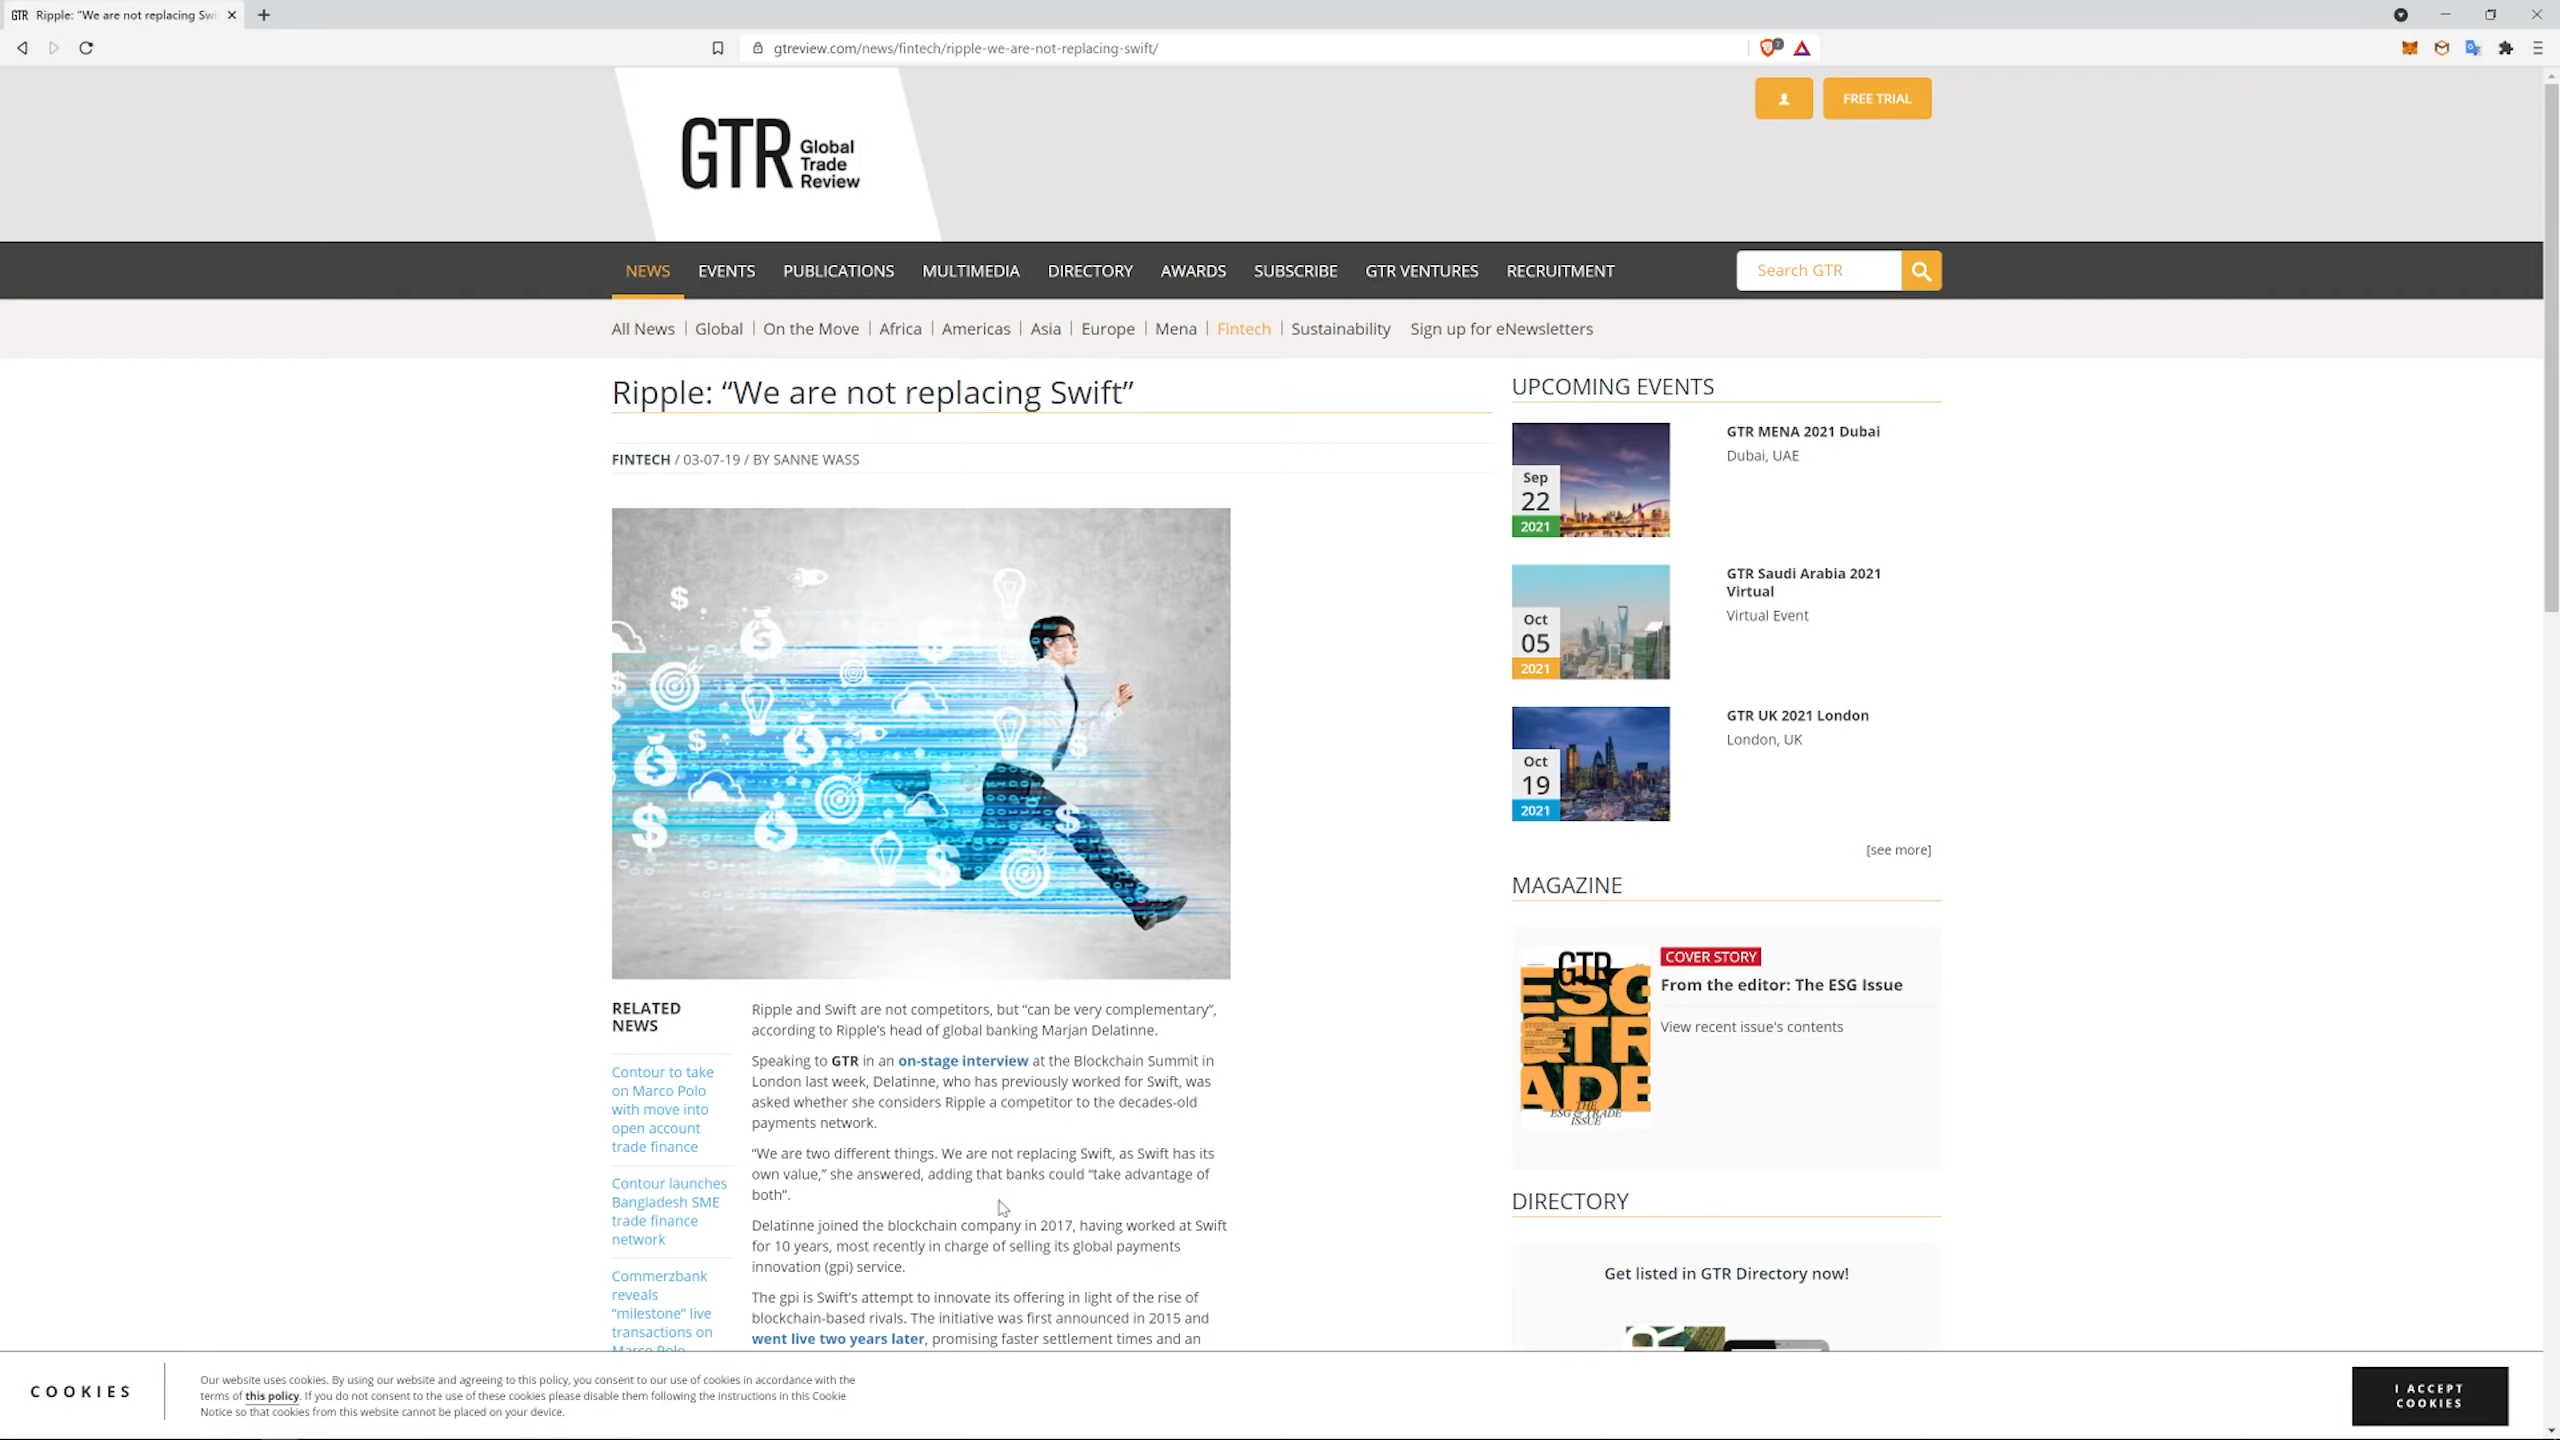 GTR Ripple: “We are not replacing Swi
gtreview.com/news/fintech/ripple-we-are-not-replacing-swift/
FREE TRIAL
GTR Global
Trade
Review
NEWS EVENTS PUBLICATIONS MULTIMEDIA DIRECTORY AWARDS SUBSCRIBE GTR VENTURES RECRUITMENT Search GTR
All News | Global | On the Move | Africa | Americas | Asia | Europe | Mena | Fintech | Sustainability Sign up for eNewsletters
Ripple: “We are not replacing Swift”
FINTECH / 03-07-19 / BY SANNE WASS
RELATED
NEWS
Contour to take
on Marco Polo
with move into
open account
trade finance
Contour launches
Bangladesh SME
trade finance
network
Commerzbank
reveals
“milestone” live
transactions on
Marco Polo
Ripple and Swift are not competitors, but “can be very complementary”,
according to Ripple’s head of global banking Marjan Delatinne.
Speaking to GTR in an on-stage interview at the Blockchain Summit in
London last week, Delatinne, who has previously worked for Swift, was
asked whether she considers Ripple a competitor to the decades-old
payments network.
“We are two different things. We are not replacing Swift, as Swift has its
own value,” she answered, adding that banks could “take advantage of
both”.
Delatinne joined the blockchain company in 2017, having worked at Swift
for 10 years, most recently in charge of selling its global payments
innovation (gpi) service.
The gpi is Swift’s attempt to innovate its offering in light of the rise of
blockchain-based rivals. The initiative was first announced in 2015 and
went live two years later, promising faster settlement times and an
UPCOMING EVENTS
Sep
22
2021
GTR MENA 2021 Dubai
Dubai, UAE
Oct
05
2021
GTR Saudi Arabia 2021
Virtual
Virtual Event
Oct
19
2021
GTR UK 2021 London
London, UK
[see more]
MAGAZINE
GTR
ESG
GTR
ADE
THE
ESG & TRADE
ISSUE
COVER STORY
From the editor: The ESG Issue
View recent issue's contents
DIRECTORY
Get listed in GTR Directory now!
COOKIES
Our website uses cookies. By using our website and agreeing to this policy, you consent to our use of cookies in accordance with the
terms of this policy. If you do not consent to the use of these cookies please disable them following the instructions in this Cookie
Notice so that cookies from this website cannot be placed on your device.
I ACCEPT
COOKIES